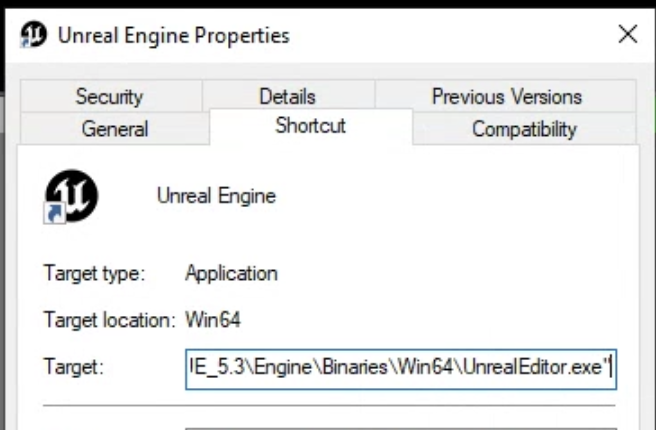 Unreal Engine Properties
Security Details Previous Versions
General Shortcut Compatibility
Unreal Engine
Target type: Application
Target location: Win64
Target: E_5.3\Engine\Binaries\Win64\UnrealEditor.exe"